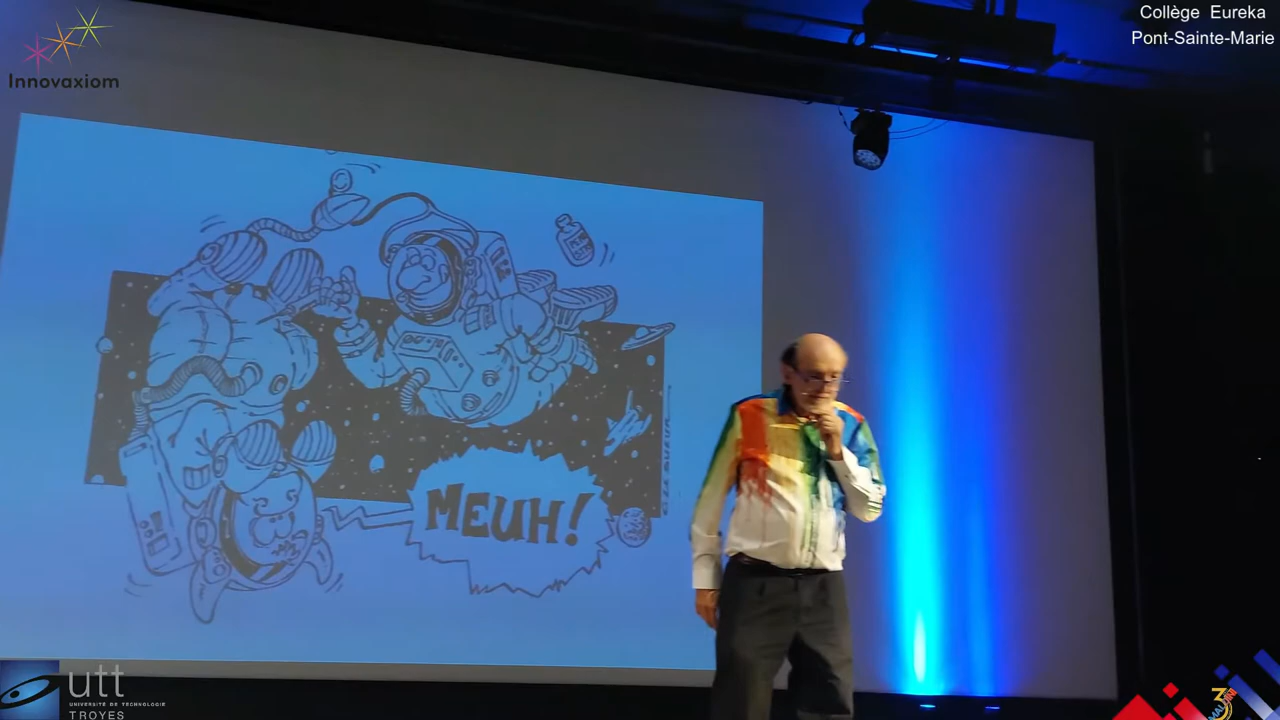 Collège Eureka
Pont-Sainte-Marie
Innovaxiom
MEUH!
utt
UNIVERSITÉ DE TECHNOLOGIE
TROYES